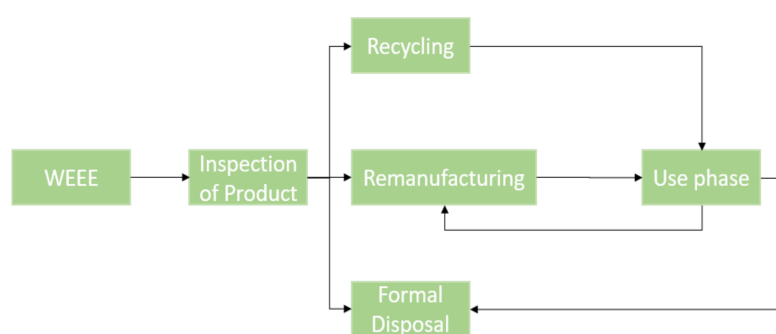 Recycling
WEEE
Inspection
of Product
Remanufacturing
Use phase
Formal
Disposal